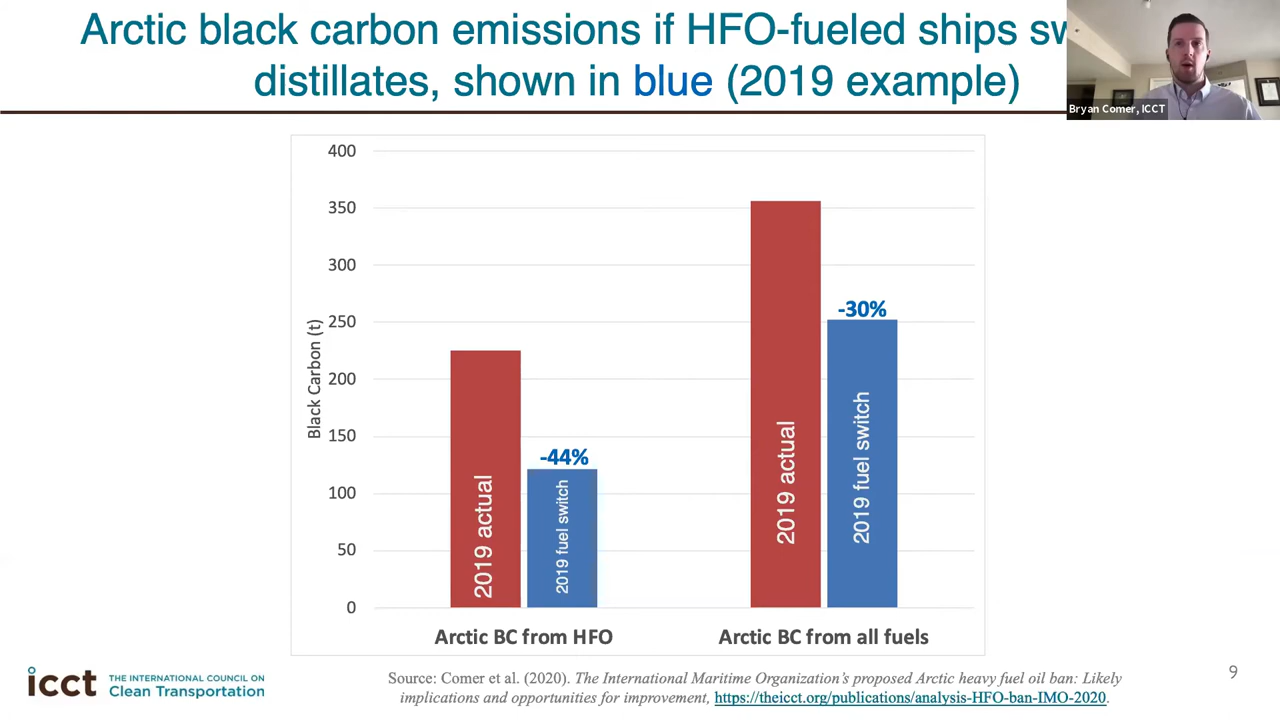 Arctic black carbon emissions if HFO-fueled ships
distillates, shown in blue (2019 example)
Bryan Comer, ICCT
400
350
300
250
200
150
100
50
0
Black Carbon (t)
2019 actual
-44%
2019 fuel switch
2019 actual
-30%
2019 fuel switch
Arctic BC from HFO
Arctic BC from all fuels
icct
THE INTERNATIONAL COUNCIL ON
Clean Transportation
Source: Comer et al. (2020). The International Maritime Organization's proposed Arctic heavy fuel oil ban: Likely
implications and opportunities for improvement, https://theicct.org/publications/analysis-HFO-ban-IMO-2020.
9